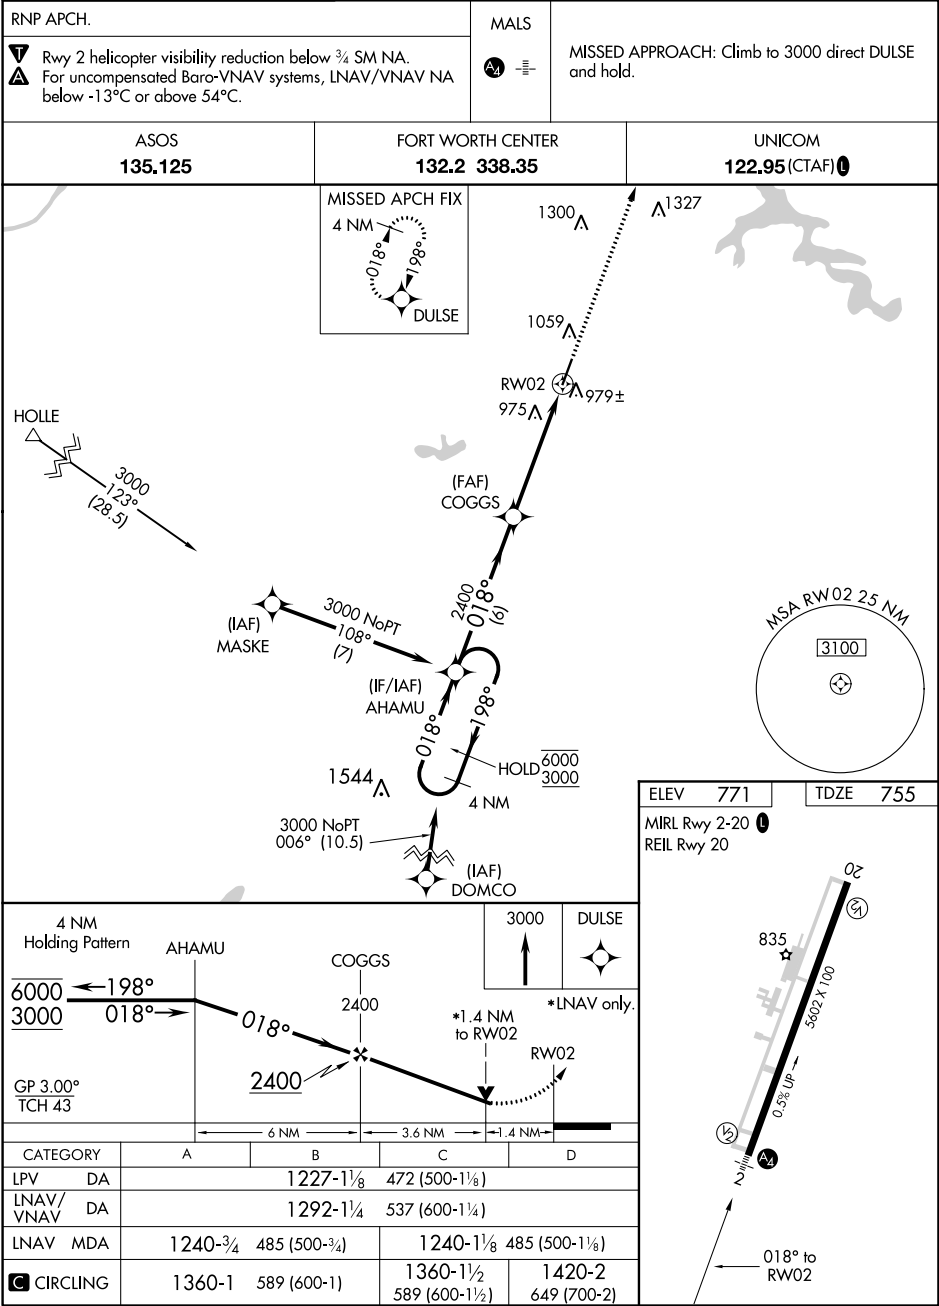 RNP APCH.
T Rwy 2 helicopter visibility reduction below ¾ SM NA.
A For uncompensated Baro-VNAV systems, LNAV/VNAV NA
below -13°C or above 54°C.
MALS
A4
MISSED APPROACH: Climb to 3000 direct DULSE
and hold.
ASOS
135.125
FORT WORTH CENTER
132.2 338.35
UNICOM
122.95 (CTAF) L
MISSED APCH FIX
4 NM
018°
198°
DULSE
1300
1327
1059
RW02
979±
975
HOLLE
3000
123°
(28.5)
(FAF)
COGGS
2400
018°
(6)
(IAF)
MASKE
3000 NoPT
108°
(7)
(IF/IAF)
AHAMU
018°
198°
HOLD 6000
3000
4 NM
1544
3000 NoPT
006° (10.5)
(IAF)
DOMCO
MSA RW02 25 NM
3100
ELEV 771
TDZE 755
MIRL Rwy 2-20 L
REIL Rwy 20
20
V2
835
5602 X 100
0.5% UP
V2
A4
2
018° to
RW02
4 NM
Holding Pattern
AHAMU
COGGS
3000
DULSE
6000
3000
198°
018°
018°
2400
2400
*1.4 NM
to RW02
*LNAV only.
RW02
GP 3.00°
TCH 43
6 NM
3.6 NM
1.4 NM
CATEGORY A B C D
LPV DA 1227-1⅛ 472 (500-1⅛)
LNAV/
VNAV DA 1292-1¼ 537 (600-1¼)
LNAV MDA 1240-¾ 485 (500-¾) 1240-1⅛ 485 (500-1⅛)
C CIRCLING 1360-1 589 (600-1)
1360-1½
589 (600-1½)
1420-2
649 (700-2)